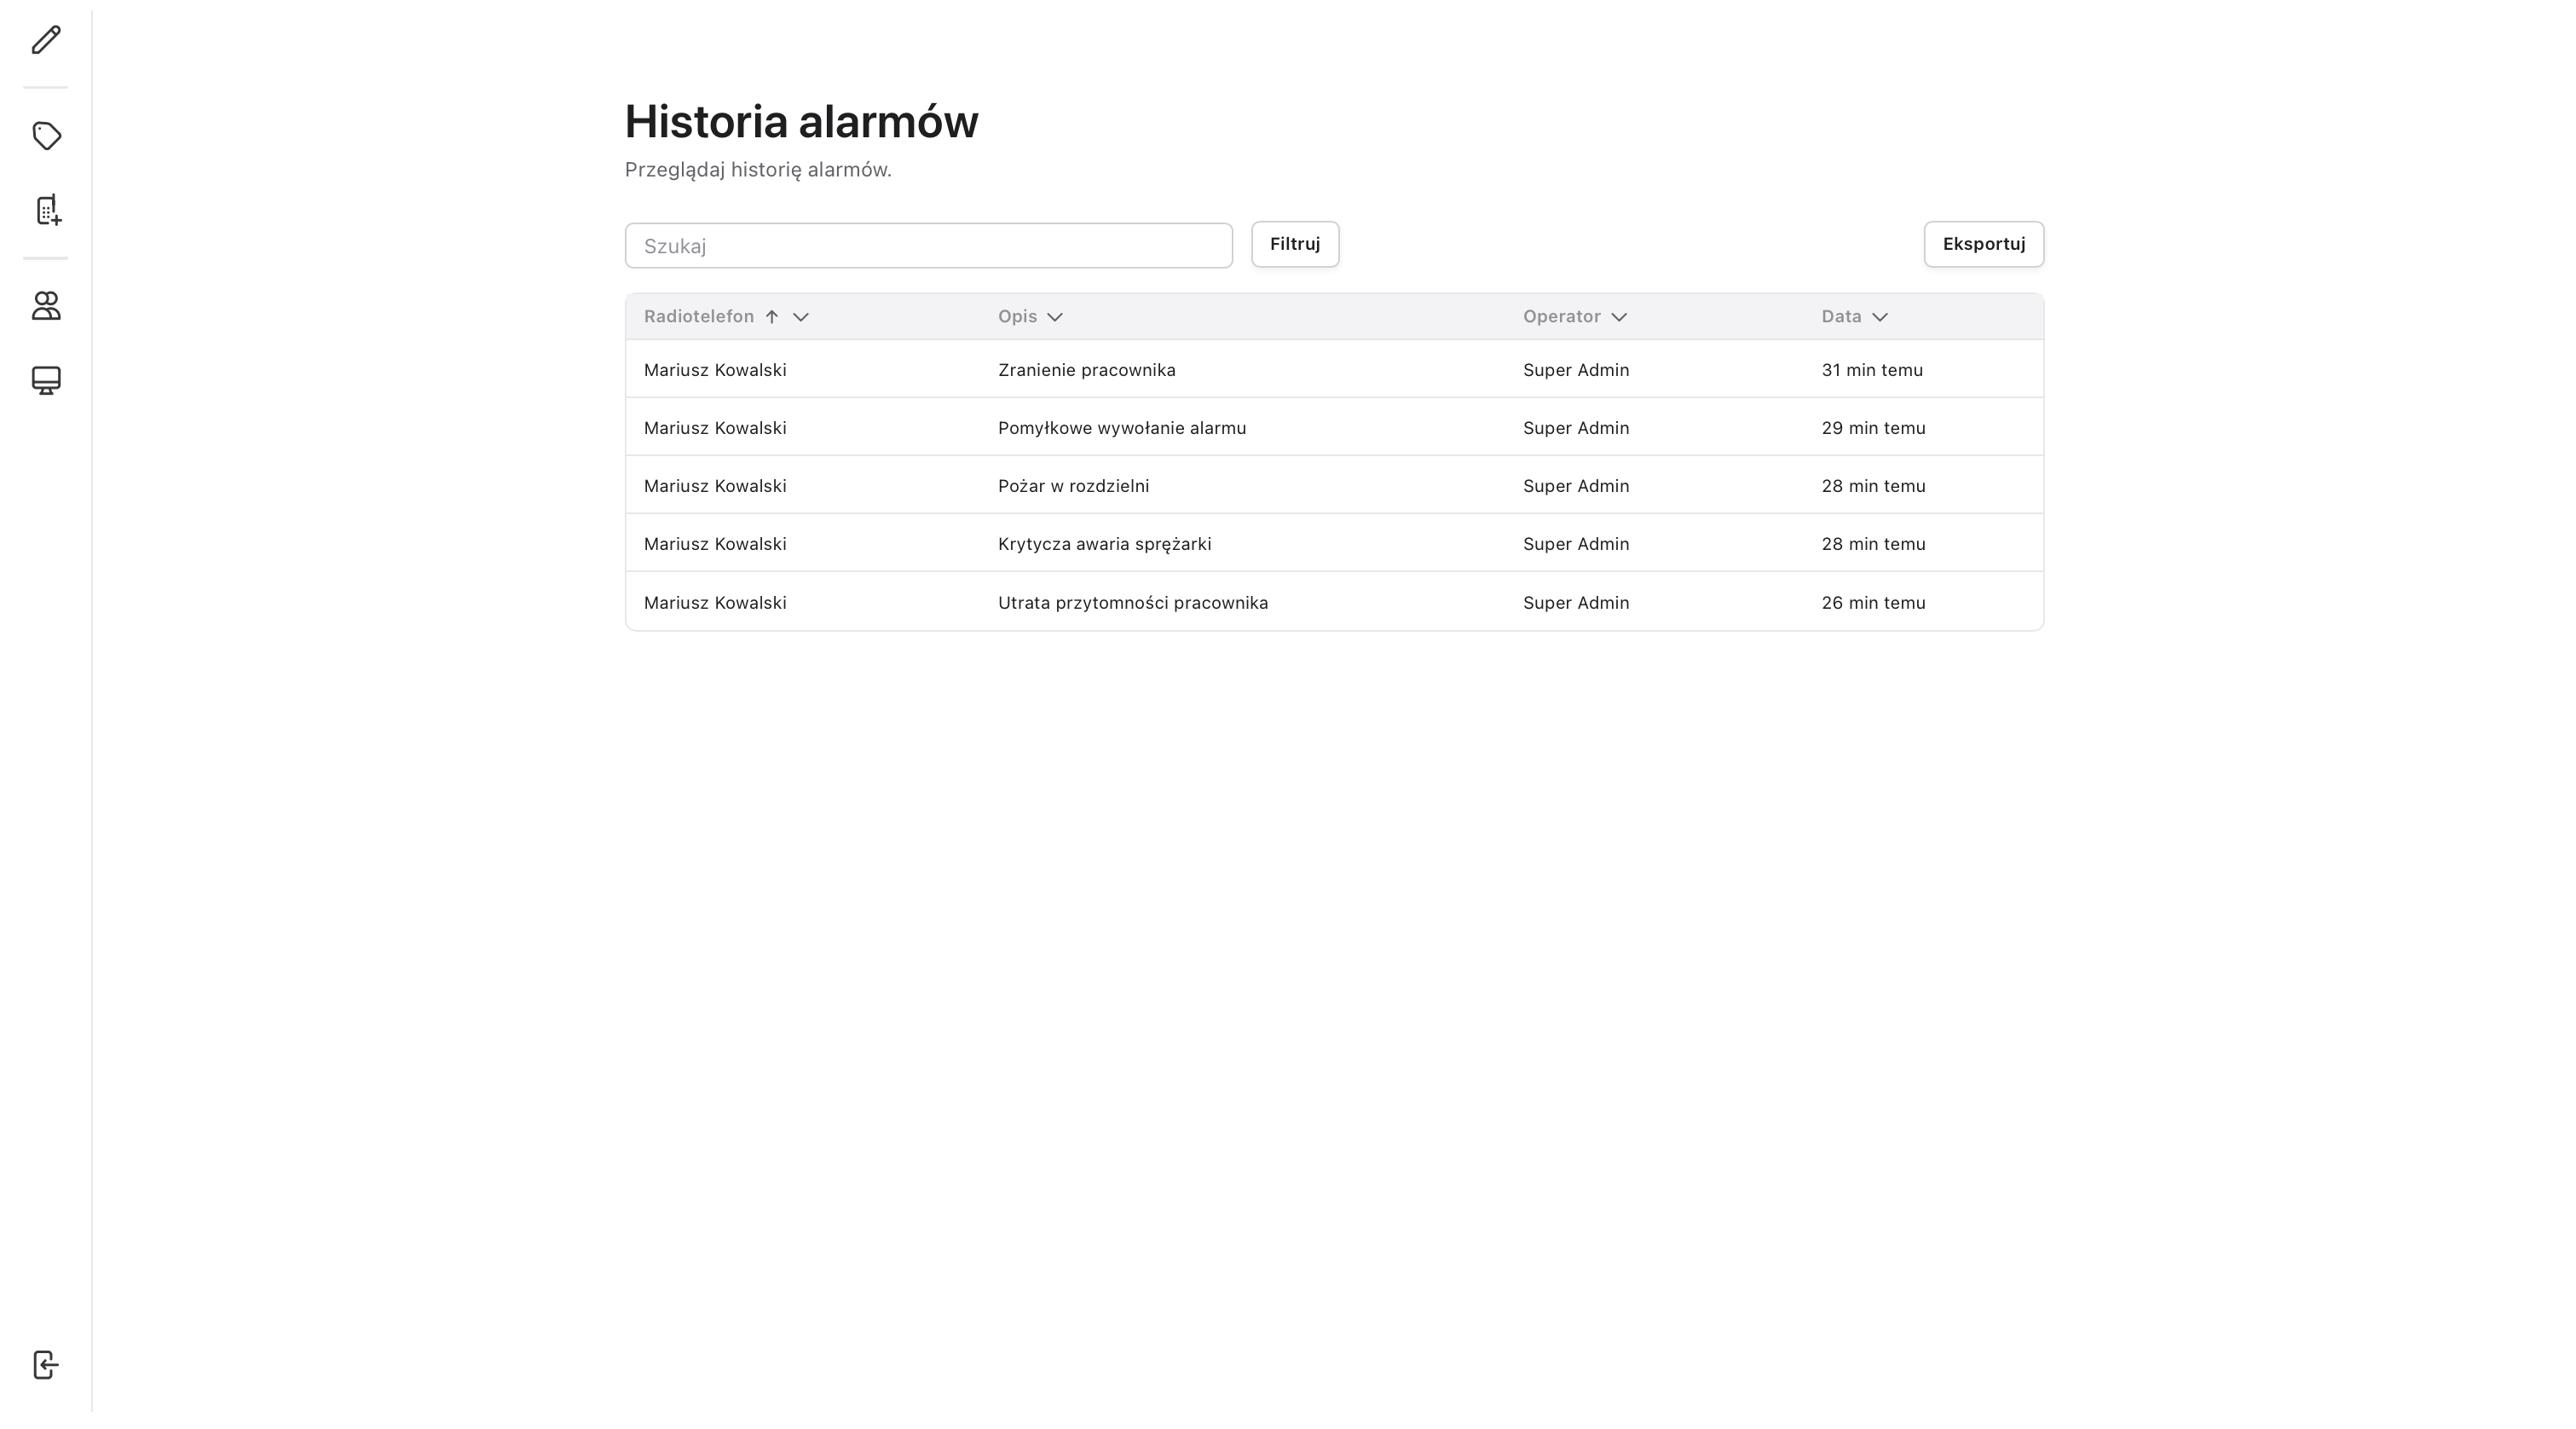 Historia alarmów
Przeglądaj historię alarmów.
Szukaj Filtruj Eksportuj
Radiotelefon Opis Operator Data
Mariusz Kowalski Zranienie pracownika Super Admin 31 min temu
Mariusz Kowalski Pomyłkowe wywołanie alarmu Super Admin 29 min temu
Mariusz Kowalski Pożar w rozdzielni Super Admin 28 min temu
Mariusz Kowalski Krytycza awaria sprężarki Super Admin 28 min temu
Mariusz Kowalski Utrata przytomności pracownika Super Admin 26 min temu